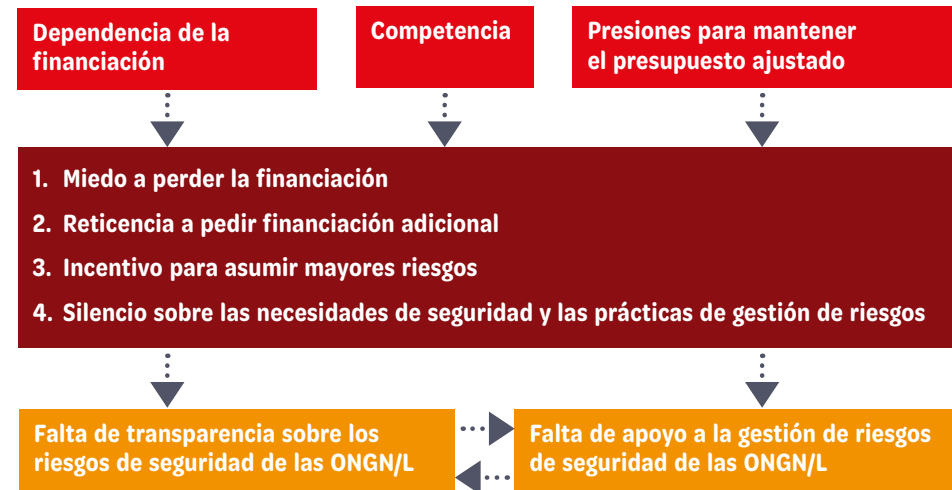 Dependencia de la
financiación
Competencia
Presiones para mantener
el presupuesto ajustado
1. Miedo a perder la financiación
2. Reticencia a pedir financiación adicional
3. Incentivo para asumir mayores riesgos
4. Silencio sobre las necesidades de seguridad y las prácticas de gestión de riesgos
Falta de transparencia sobre los
riesgos de seguridad de las ONGN/L
Falta de apoyo a la gestión de riesgos
de seguridad de las ONGN/L